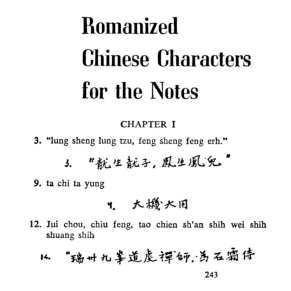 Romanized
Chinese Characters
for the Notes
CHAPTER I
3. "lung sheng lung tzu, feng sheng feng erh."
3. "龍生龍子，鳳生鳳兒"
9. ta chi ta yung
9. 大機大用
12. Jui chou, chiu feng, tao chien sh'an shih wei shih
shuang shih
12. "瑞州九峯道虔禪師，為石霜侍
243